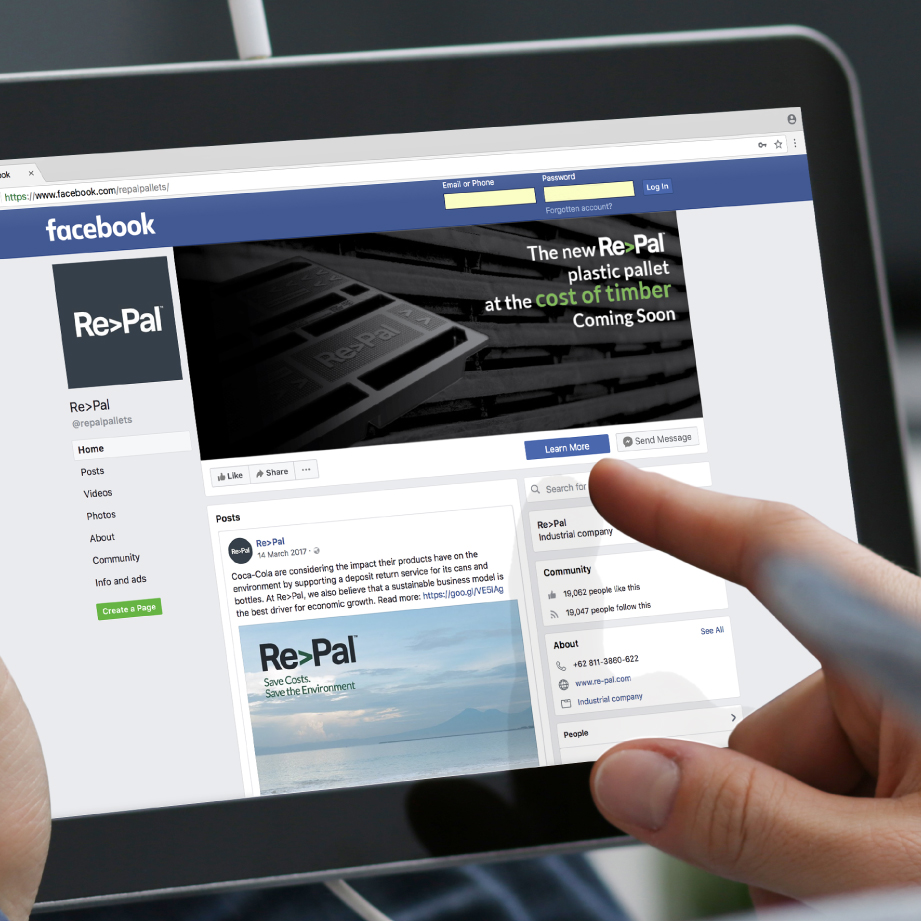 ook ×
https://www.facebook.com/repalpallets/
facebook
Email or Phone
Password
Log In
Forgotten account?
Re>Pal™
The new Re>Pal™
plastic pallet
at the cost of timber
Coming Soon
Re>Pal
Re>Pal
@repalpallets
Home
Posts
Videos
Photos
About
Community
Info and ads
Create a Page
Like
Share
Learn More
Send Message
Posts
Re>Pal
Re>Pal
14 March 2017 ·
Coca-Cola are considering the impact their products have on the
environment by supporting a deposit return service for its cans and
bottles. At Re>Pal, we also believe that a sustainable business model is
the best driver for economic growth. Read more: https://goo.gl/VE5IAg
Re>Pal™
Save Costs.
Save the Environment
Search for
Re>Pal
Industrial company
Community
19,062 people like this
19,047 people follow this
About
See All
+62 811-3860-622
www.re-pal.com
Industrial company
People